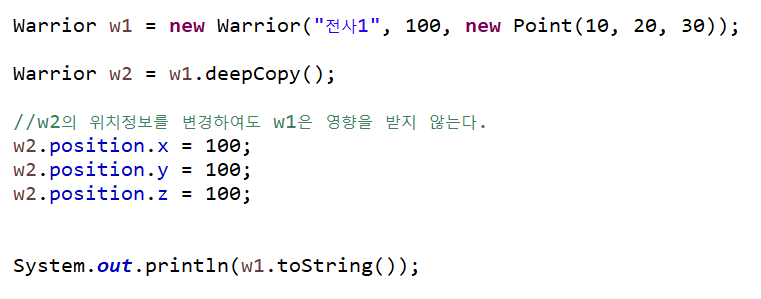 Warrior w1 = new Warrior("전사1", 100, new Point(10, 20, 30));
Warrior w2 = w1.deepCopy();
//w2의 위치정보를 변경하여도 w1은 영향을 받지 않는다.
w2.position.x = 100;
w2.position.y = 100;
w2.position.z = 100;
System.out.println(w1.toString());